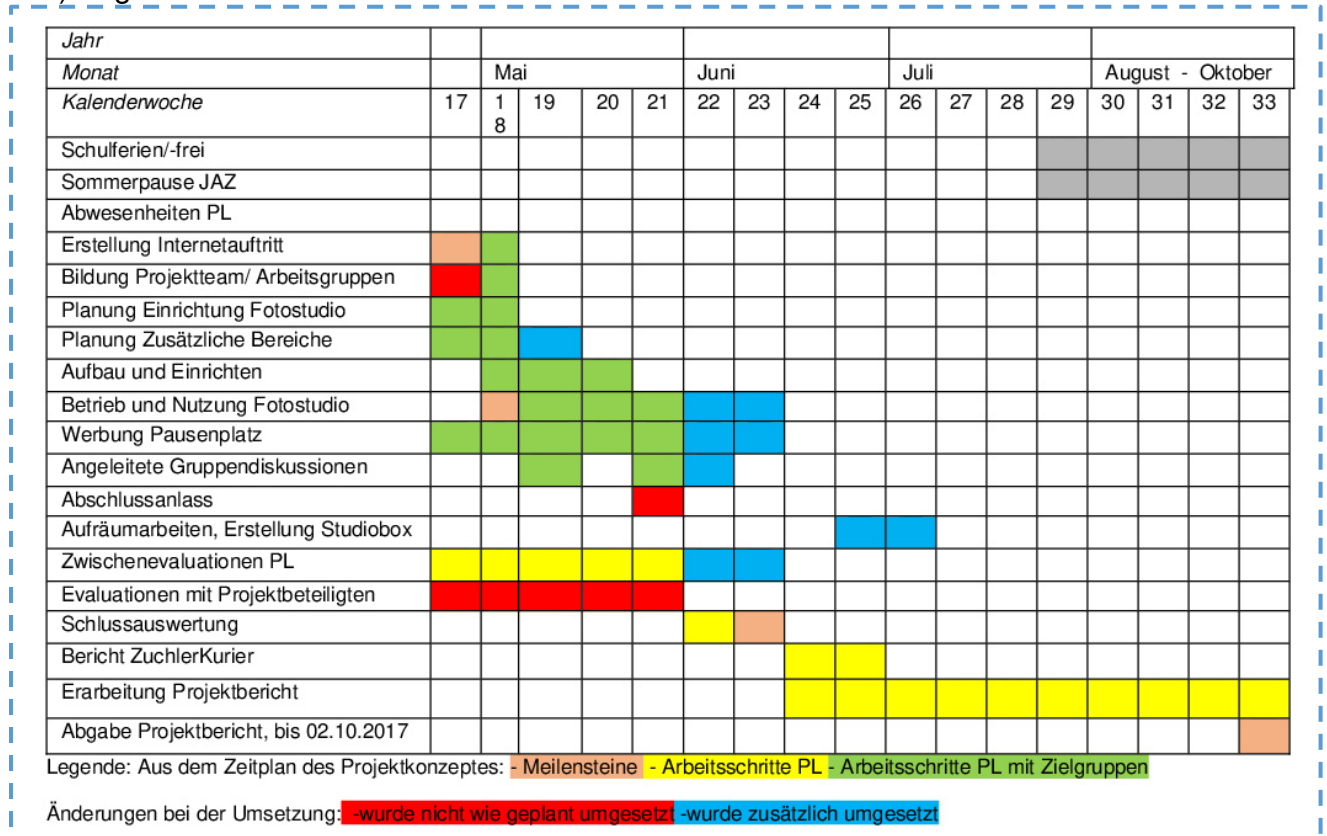 Jahr
Monat Mai Juni Juli August - Oktober
Kalenderwoche 17 18 19 20 21 22 23 24 25 26 27 28 29 30 31 32 33
Schulferien/-frei
Sommerpause JAZ
Abwesenheiten PL
Erstellung Internetauftritt
Bildung Projektteam/ Arbeitsgruppen
Planung Einrichtung Fotostudio
Planung Zusätzliche Bereiche
Aufbau und Einrichten
Betrieb und Nutzung Fotostudio
Werbung Pausenplatz
Angeleitete Gruppendiskussionen
Abschlussanlass
Aufräumarbeiten, Erstellung Studiobox
Zwischenevaluationen PL
Evaluationen mit Projektbeteiligten
Schlussauswertung
Bericht ZuchlerKurier
Erarbeitung Projektbericht
Abgabe Projektbericht, bis 02.10.2017
Legende: Aus dem Zeitplan des Projektkonzeptes: - Meilensteine - Arbeitsschritte PL - Arbeitsschritte PL mit Zielgruppen
Änderungen bei der Umsetzung: -wurde nicht wie geplant umgesetzt -wurde zusätzlich umgesetzt